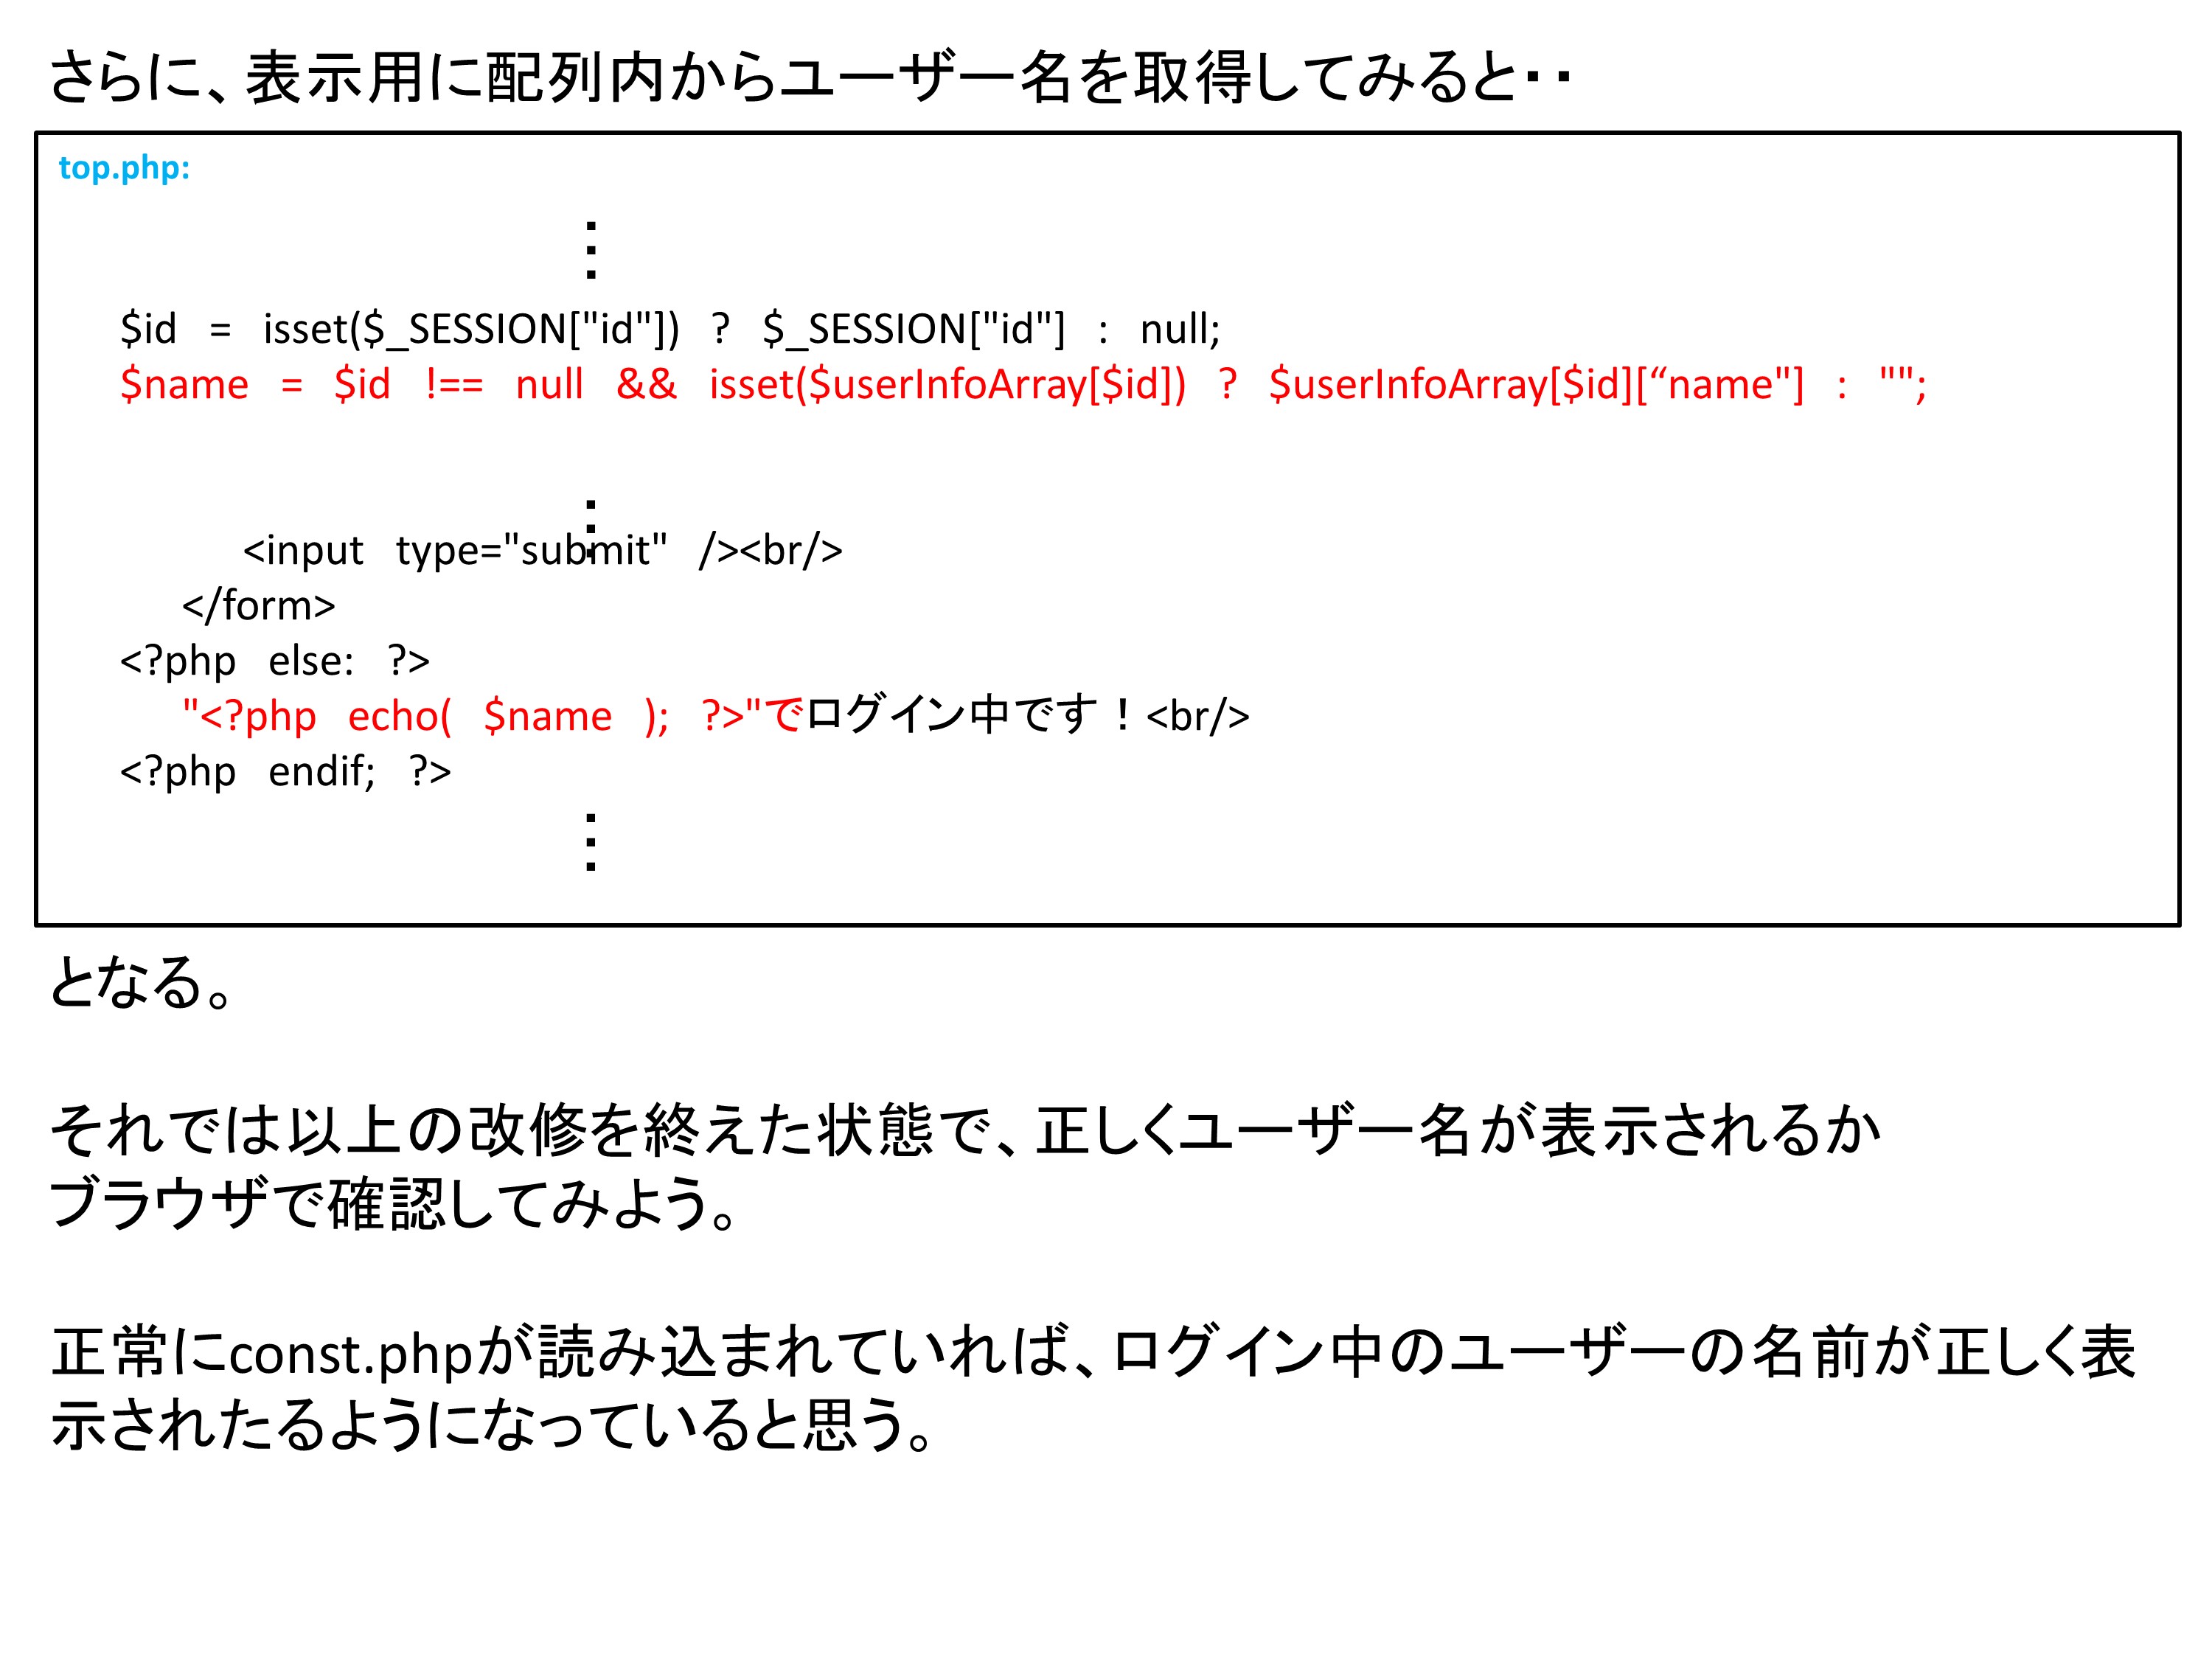 さらに、表示用に配列内からユーザー名を取得してみると・・
top.php:
⋮
$id = isset($_SESSION["id"]) ? $_SESSION["id"] : null;
$name = $id !== null && isset($userInfoArray[$id]) ? $userInfoArray[$id][“name"] : "";
⋮
<input type="submit" /><br/>
</form>
<?php else: ?>
"<?php echo( $name ); ?>"でログイン中です！<br/>
<?php endif; ?>
⋮
となる。
それでは以上の改修を終えた状態で、正しくユーザー名が表示されるか
ブラウザで確認してみよう。
正常にconst.phpが読み込まれていれば、ログイン中のユーザーの名前が正しく表
示されたるようになっていると思う。